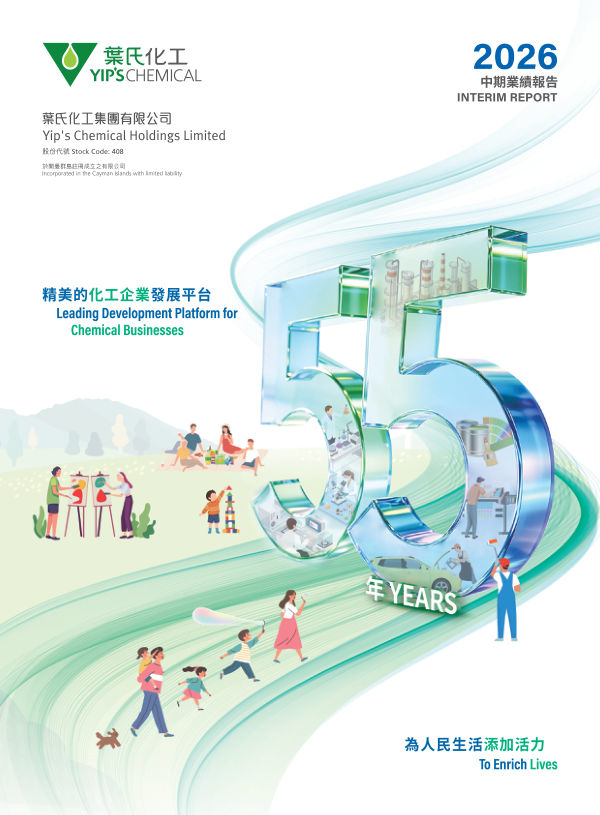 葉氏化工
YIP'S CHEMICAL
2026
中期業績報告
INTERIM REPORT
葉氏化工集團有限公司
Yip's Chemical Holdings Limited
股份代號 Stock Code: 408
於開曼群島註冊成立之有限公司
Incorporated in the Cayman Islands with limited liability
精美的化工企業發展平台
Leading Development Platform for
Chemical Businesses
55
年 YEARS
為人民生活添加活力
To Enrich Lives